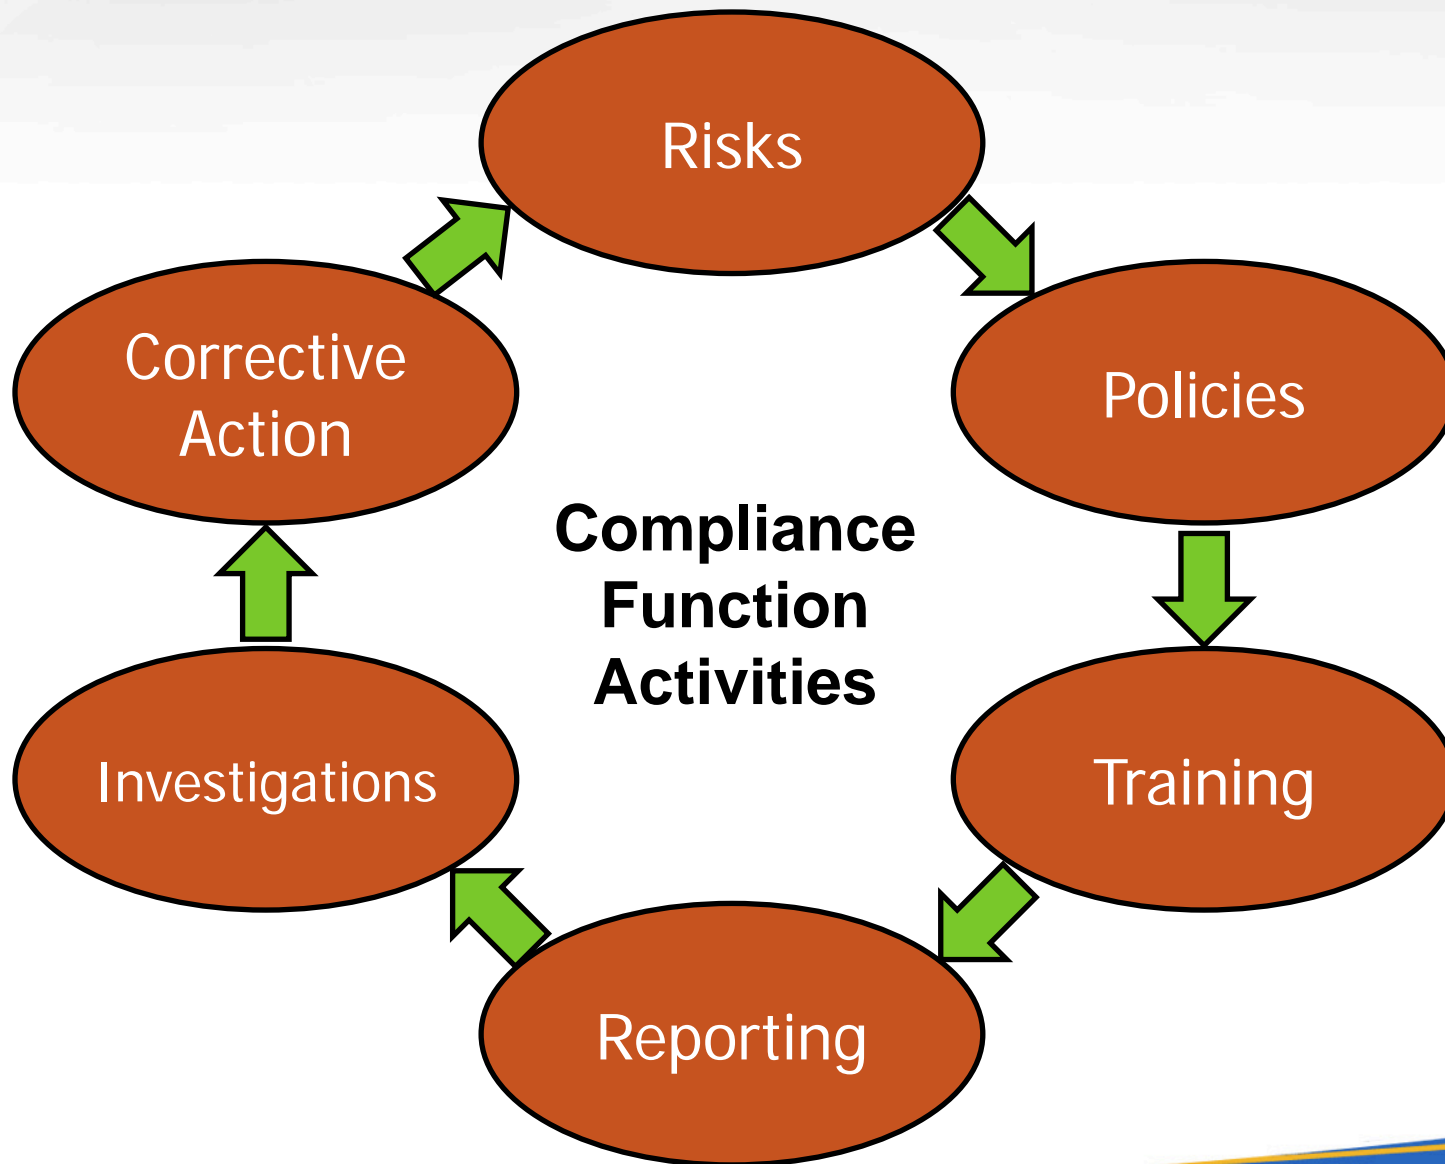 Risks
Policies
Training
Reporting
Investigations
Corrective
Action
Compliance
Function
Activities